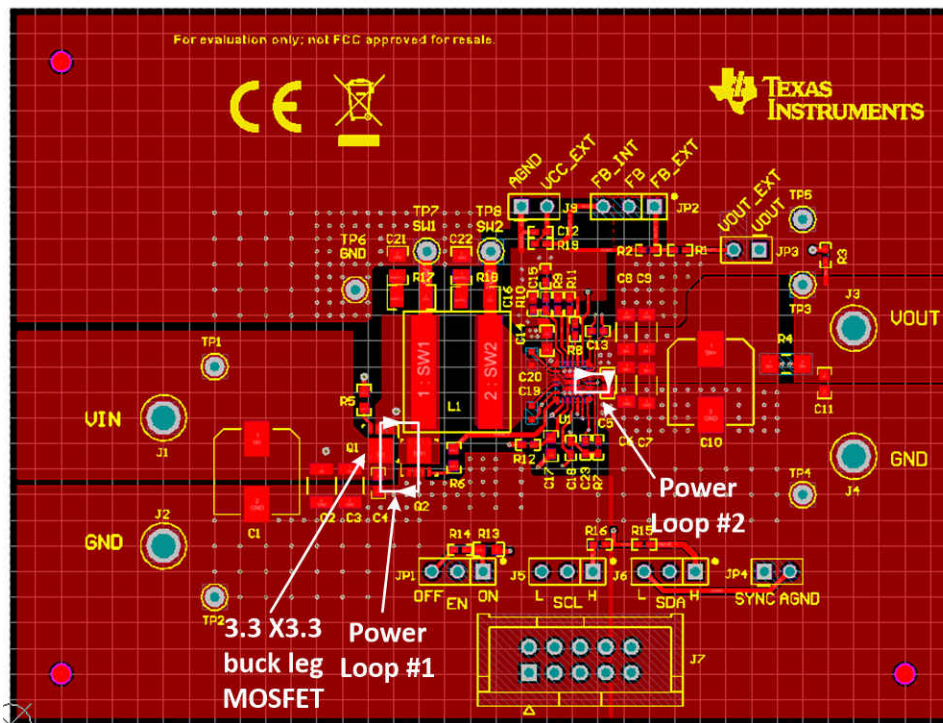 For evaluation only; not FCC approved for resale.
CE
TEXAS
INSTRUMENTS
AGND
VCC_EXT
FB_INT
FB
FB_EXT
J9
JP2
VOUT_EXT
VOUT
TP5
TP7
SW1
TP8
SW2
TP6
GND
C21
C22
C12
R19
R2
R1
JP3
R3
R17
R18
C16
R10
C15
R9
R11
C8
C9
TP3
J3
VOUT
C14
R8
C13
R4
TP1
1:SW1
2:SW2
C20
C19
L1
U1
C5
C11
R5
VIN
J1
Q1
R6
R12
C17
C18
C23
R7
C6
C7
C10
GND
J4
J2
C1
C2
C3
C4
Q2
Power
Loop #2
TP4
GND
R14
R13
R16
R15
JP1
OFF
EN
ON
J5
L
SCL
H
J6
L
SDA
H
JP4
SYNC
AGND
TP2
3.3 X3.3
buck leg
MOSFET
Power
Loop #1
J7